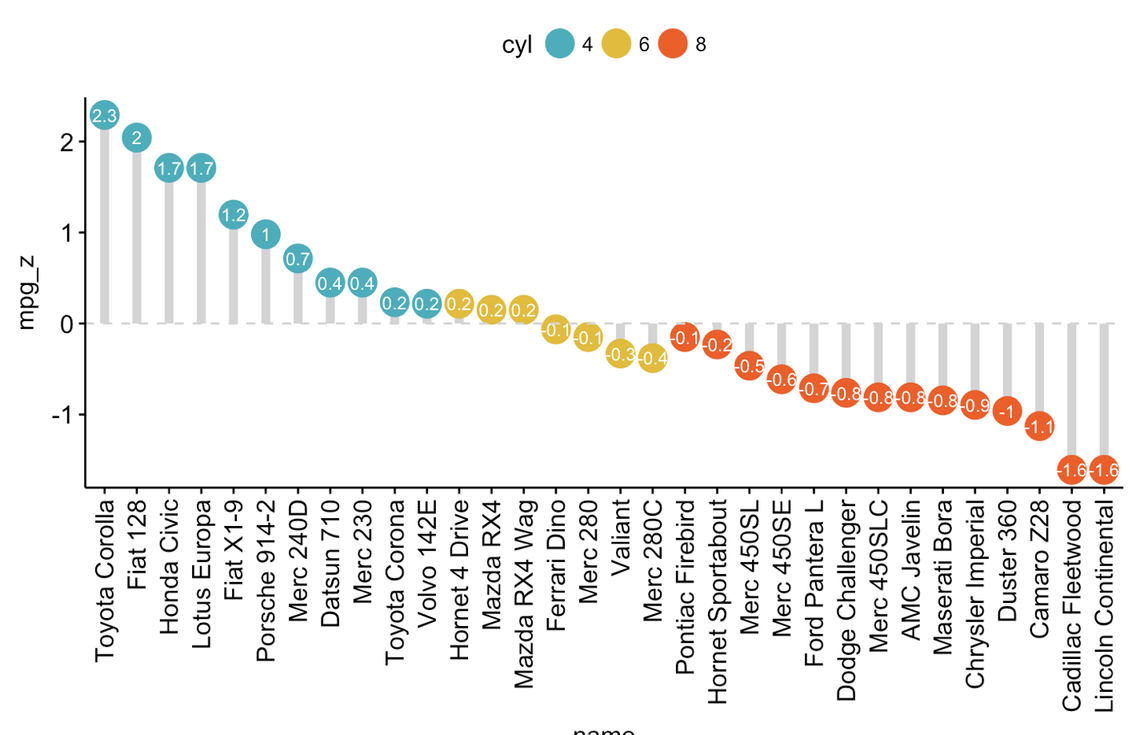 cyl 4 6 8
mpg_z
2
1
0
-1
2.3
2
1.7
1.7
1.2
1
0.7
0.4
0.4
0.2
0.2
0.2
0.2
0.2
-0.1
-0.1
-0.3
-0.4
-0.1
-0.2
-0.5
-0.6
-0.7
-0.8
-0.8
-0.8
-0.8
-0.9
-1
-1.1
-1.6
-1.6
Toyota Corolla
Fiat 128
Honda Civic
Lotus Europa
Fiat X1-9
Porsche 914-2
Merc 240D
Datsun 710
Merc 230
Toyota Corona
Volvo 142E
Hornet 4 Drive
Mazda RX4
Mazda RX4 Wag
Ferrari Dino
Merc 280
Valiant
Merc 280C
Pontiac Firebird
Hornet Sportabout
Merc 450SL
Merc 450SE
Ford Pantera L
Dodge Challenger
Merc 450SLC
AMC Javelin
Maserati Bora
Chrysler Imperial
Duster 360
Camaro Z28
Cadillac Fleetwood
Lincoln Continental
name